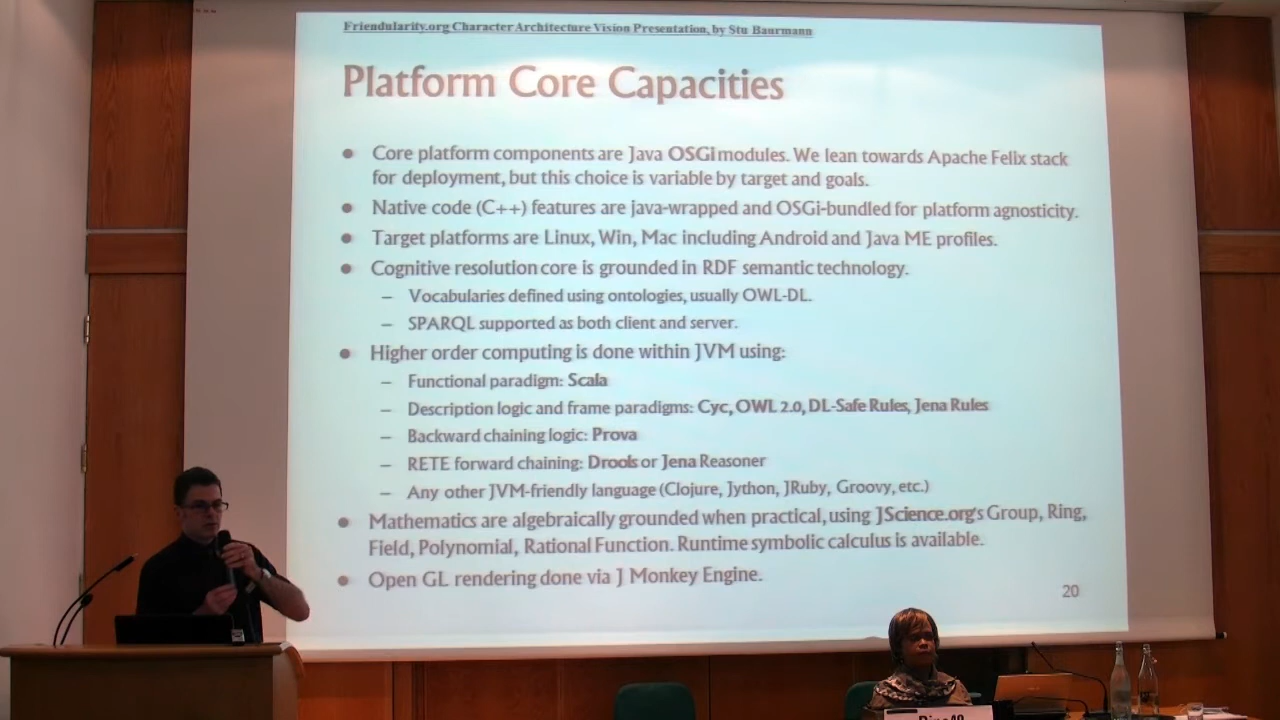 Friendularity.org Character Architecture Vision Presentation, by Stu Baurmann
Platform Core Capacities
• Core platform components are Java OSGi modules. We lean towards Apache Felix stack
for deployment, but this choice is variable by target and goals.
• Native code (C++) features are java-wrapped and OSGi-bundled for platform agnosticity.
• Target platforms are Linux, Win, Mac including Android and Java ME profiles.
• Cognitive resolution core is grounded in RDF semantic technology.
– Vocabularies defined using ontologies, usually OWL-DL.
– SPARQL supported as both client and server.
• Higher order computing is done within JVM using:
– Functional paradigm: Scala
– Description logic and frame paradigms: Cyc, OWL 2.0, DL-Safe Rules, Jena Rules
– Backward chaining logic: Prova
– RETE forward chaining: Drools or Jena Reasoner
– Any other JVM-friendly language (Clojure, Jython, JRuby, Groovy, etc.)
• Mathematics are algebraically grounded when practical, using JScience.org's Group, Ring,
Field, Polynomial, Rational Function. Runtime symbolic calculus is available.
• Open GL rendering done via J Monkey Engine.
20